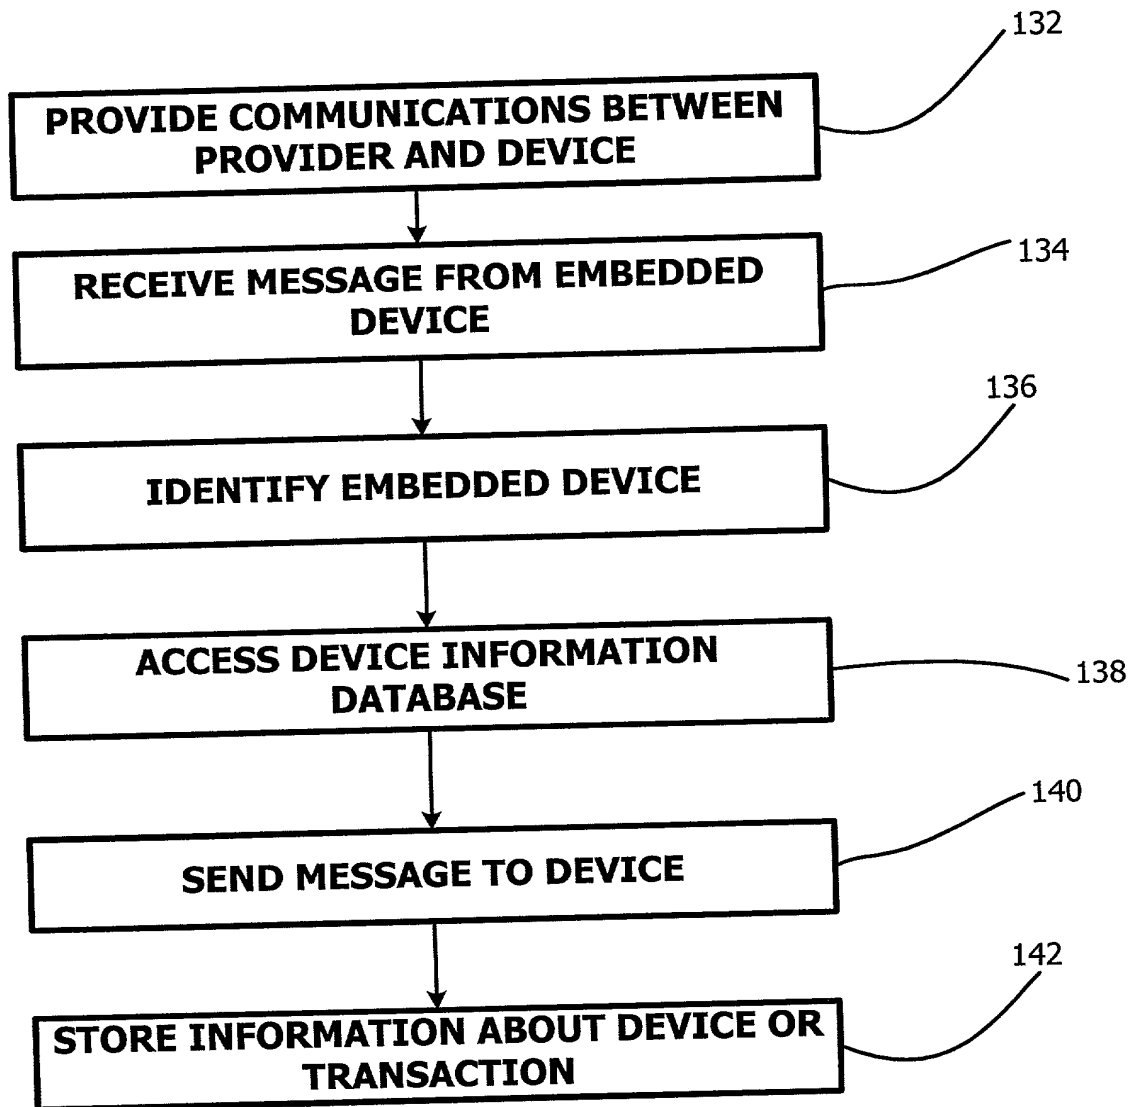 132
PROVIDE COMMUNICATIONS BETWEEN
PROVIDER AND DEVICE
134
RECEIVE MESSAGE FROM EMBEDDED
DEVICE
136
IDENTIFY EMBEDDED DEVICE
138
ACCESS DEVICE INFORMATION
DATABASE
140
SEND MESSAGE TO DEVICE
142
STORE INFORMATION ABOUT DEVICE OR
TRANSACTION